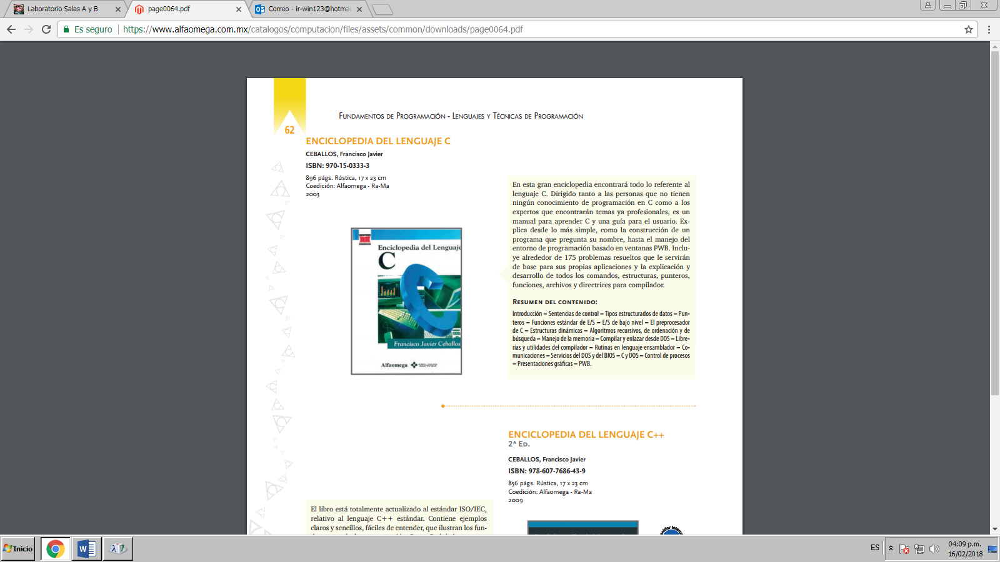 Laboratorio Salas A y B
page0064.pdf
Correo - ir-win123@hotmai
Es seguro
https://www.alfaomega.com.mx/catalogos/computacion/files/assets/common/downloads/page0064.pdf
Fundamentos de Programación - Lenguajes y Técnicas de Programación
62
ENCICLOPEDIA DEL LENGUAJE C
CEBALLOS, Francisco Javier
ISBN: 970-15-0333-3
896 págs. Rústica, 17 x 23 cm
Coedición: Alfaomega - Ra-Ma
2003
Enciclopedia del Lenguaje
C
Francisco Javier Ceballos
Alfaomega
En esta gran enciclopedia encontrará todo lo referente al
lenguaje C. Dirigido tanto a las personas que no tienen
ningún conocimiento de programación en C como a los
expertos que encontrarán temas ya profesionales, es un
manual para aprender C y una guía para el usuario. Ex-
plica desde lo más simple, como la construcción de un
programa que pregunta su nombre, hasta el manejo del
entorno de programación basado en ventanas PWB. Inclu-
ye alrededor de 175 problemas resueltos que le servirán
de base para sus propias aplicaciones y la explicación y
desarrollo de todos los comandos, estructuras, punteros,
funciones, archivos y directrices para compilador.
Resumen del contenido:
Introducción – Sentencias de control – Tipos estructurados de datos – Pun-
teros – Funciones estándar de E/S – E/S de bajo nivel – El preprocesador
de C – Estructuras dinámicas – Algoritmos recursivos, de ordenación y de
búsqueda – Manejo de la memoria – Compilar y enlazar desde DOS – Libre-
rías y utilidades del compilador – Rutinas en lenguaje ensamblador – Co-
municaciones – Servicios del DOS y del BIOS – C y DOS – Control de procesos
– Presentaciones gráficas – PWB.
ENCICLOPEDIA DEL LENGUAJE C++
2ª Ed.
CEBALLOS, Francisco Javier
ISBN: 978-607-7686-43-9
856 págs. Rústica, 17 x 23 cm
Coedición: Alfaomega - Ra-Ma
2009
El libro está totalmente actualizado al estándar ISO/IEC,
relativo al lenguaje C++ estándar. Contiene ejemplos
claros y sencillos, fáciles de entender, que ilustran los fun-
Inicio
ES
04:09 p.m.
16/02/2018